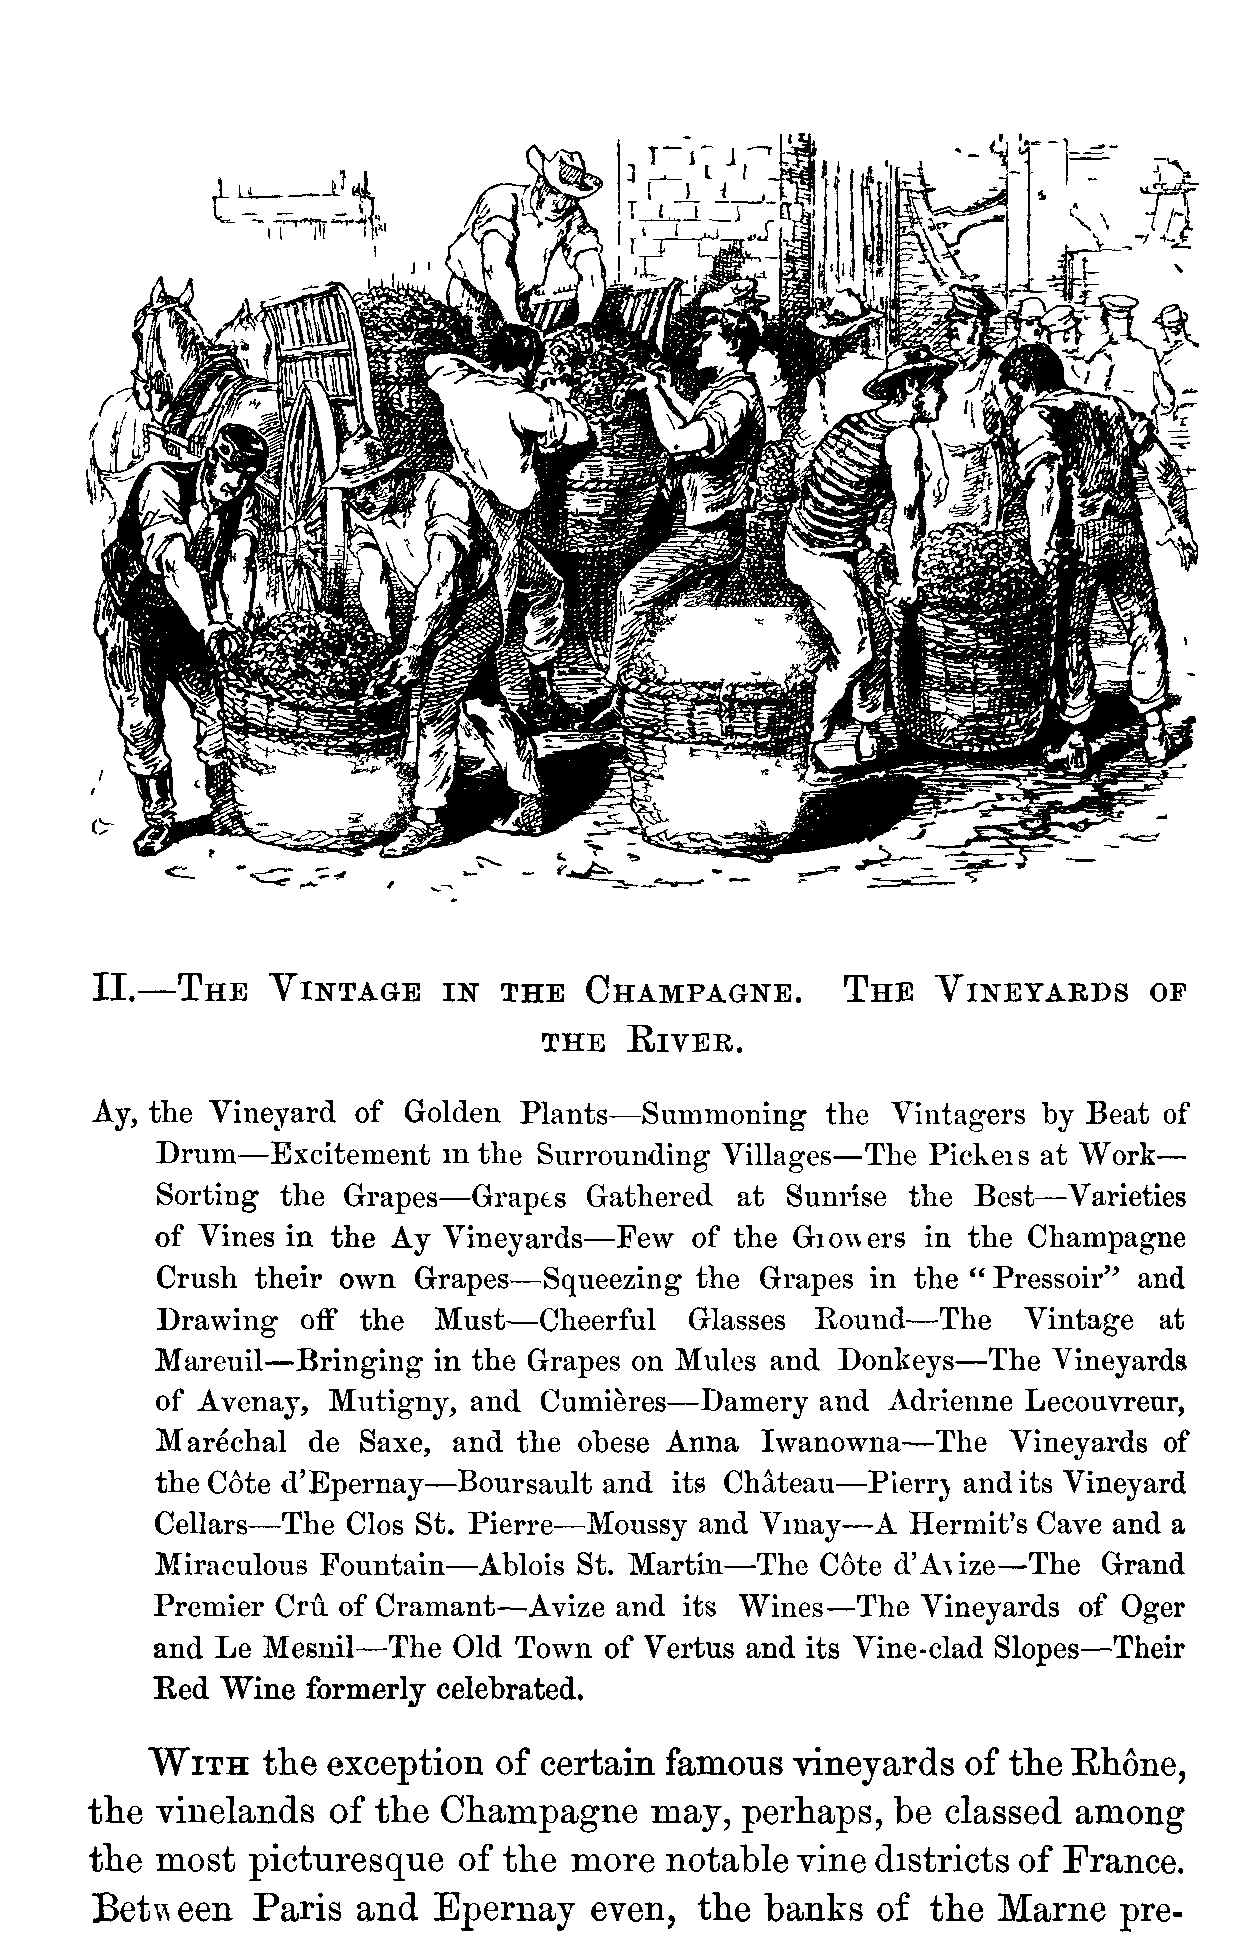 II.—The Vintage in the Champagne. The Vineyards of
the River.
Ay, the Vineyard of Golden Plants—Summoning the Vintagers by Beat of
Drum—Excitement in the Surrounding Villages—The Pickers at Work—
Sorting the Grapes—Grapes Gathered at Sunrise the Best—Varieties
of Vines in the Ay Vineyards—Few of the Growers in the Champagne
Crush their own Grapes—Squeezing the Grapes in the “Pressoir” and
Drawing off the Must—Cheerful Glasses Round—The Vintage at
Mareuil—Bringing in the Grapes on Mules and Donkeys—The Vineyards
of Avenay, Mutigny, and Cumières—Damery and Adrienne Lecouvreur,
Maréchal de Saxe, and the obese Anna Iwanowna—The Vineyards of
the Côte d’Epernay—Boursault and its Château—Pierry and its Vineyard
Cellars—The Clos St. Pierre—Moussy and Vinay—A Hermit’s Cave and a
Miraculous Fountain—Ablois St. Martin—The Côte d’Avize—The Grand
Premier Crû of Cramant—Avize and its Wines—The Vineyards of Oger
and Le Mesnil—The Old Town of Vertus and its Vine-clad Slopes—Their
Red Wine formerly celebrated.
With the exception of certain famous vineyards of the Rhône,
the vinelands of the Champagne may, perhaps, be classed among
the most picturesque of the more notable vine districts of France.
Between Paris and Epernay even, the banks of the Marne pre-